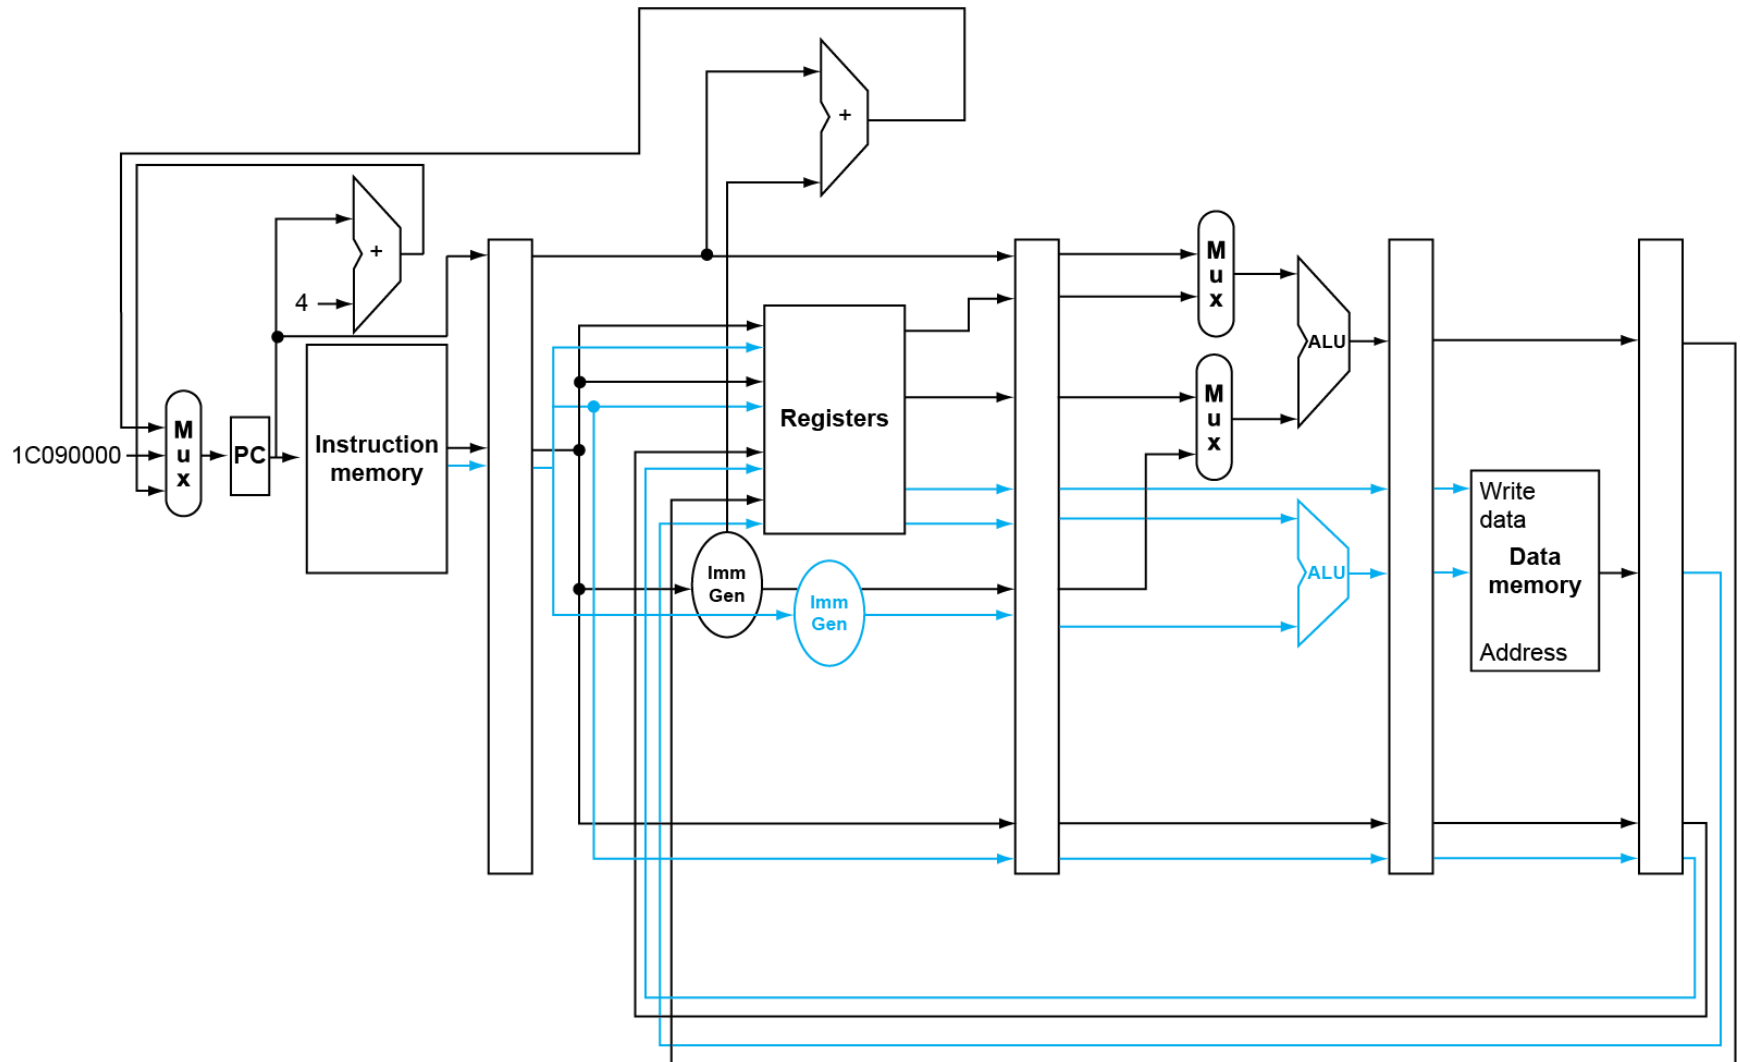 +
+
4
1C090000
M
u
x
PC
Instruction
memory
Registers
Imm
Gen
Imm
Gen
M
u
x
M
u
x
ALU
ALU
Write
data
Data
memory
Address